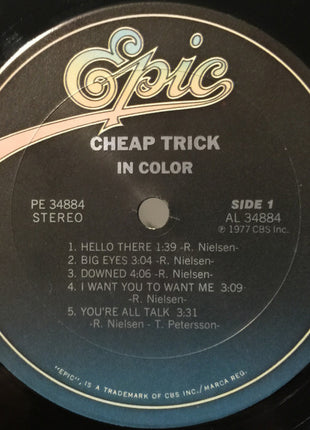 Epic
CHEAP TRICK
IN COLOR
PE 34884
STEREO
SIDE 1
AL 34884
℗ 1977 CBS Inc.
1. HELLO THERE 1:39 -R. Nielsen-
2. BIG EYES 3:04 -R. Nielsen-
3. DOWNED 4:06 -R. Nielsen-
4. I WANT YOU TO WANT ME 3:09
-R. Nielsen-
5. YOU'RE ALL TALK 3:31
-R. Nielsen - T. Petersson-
"EPIC", IS A TRADEMARK OF CBS INC./MARCA REG.